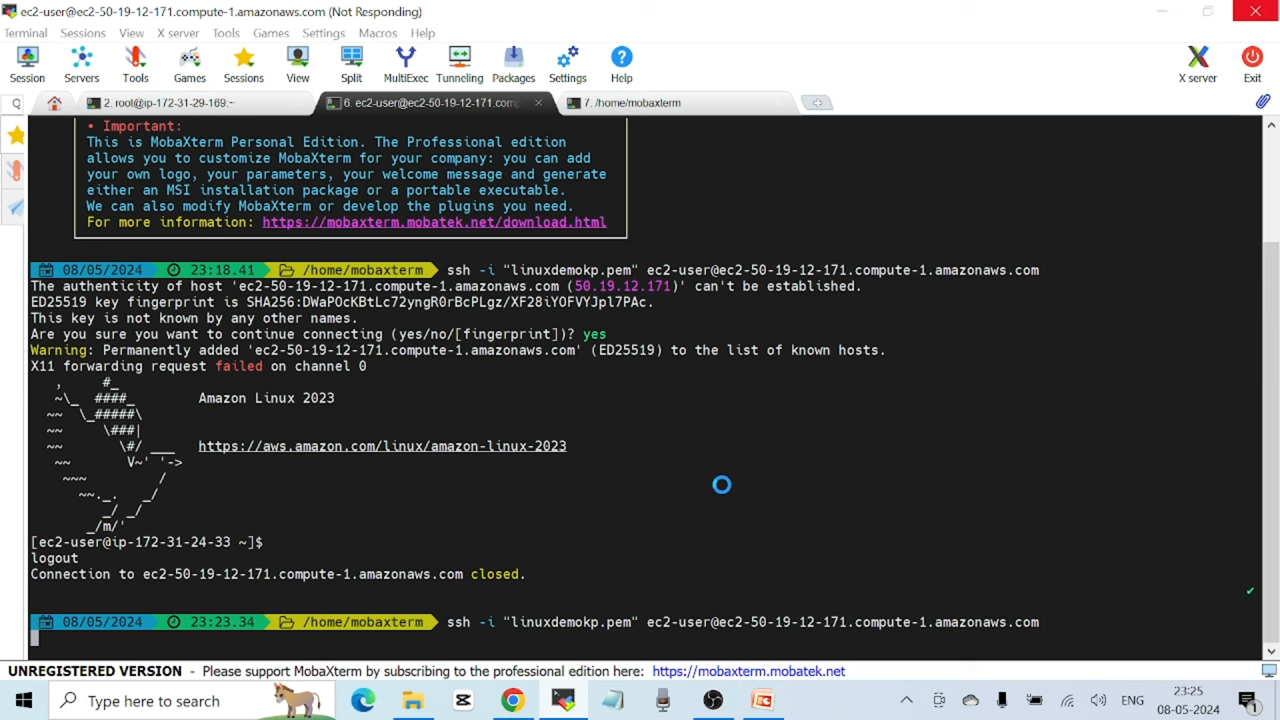 ec2-user@ec2-50-19-12-171.compute-1.amazonaws.com (Not Responding)
Terminal Sessions View X server Tools Games Settings Macros Help
Session Servers Tools Games Sessions View Split MultiExec Tunneling Packages Settings Help X server Exit
2. root@ip-172-31-29-169:~ 6. ec2-user@ec2-50-19-12-171.comp 7. /home/mobaxterm
• Important:
This is MobaXterm Personal Edition. The Professional edition
allows you to customize MobaXterm for your company: you can add
your own logo, your parameters, your welcome message and generate
either an MSI installation package or a portable executable.
We can also modify MobaXterm or develop the plugins you need.
For more information: https://mobaxterm.mobatek.net/download.html
08/05/2024 23:18.41 /home/mobaxterm ssh -i "linuxdemokp.pem" ec2-user@ec2-50-19-12-171.compute-1.amazonaws.com
The authenticity of host 'ec2-50-19-12-171.compute-1.amazonaws.com (50.19.12.171)' can't be established.
ED25519 key fingerprint is SHA256:DWaPOcKBtLc72yngR0rBcPLgz/XF28iYOFVYJpl7PAc.
This key is not known by any other names.
Are you sure you want to continue connecting (yes/no/[fingerprint])? yes
Warning: Permanently added 'ec2-50-19-12-171.compute-1.amazonaws.com' (ED25519) to the list of known hosts.
X11 forwarding request failed on channel 0
, #_
~\_ ####_ Amazon Linux 2023
~~ \_#####\
~~ \###|
~~ \#/ ___ https://aws.amazon.com/linux/amazon-linux-2023
~~ V~' '->
~~~ /
~~._. _/
_/ _/
_/m/'
[ec2-user@ip-172-31-24-33 ~]$
logout
Connection to ec2-50-19-12-171.compute-1.amazonaws.com closed.
08/05/2024 23:23.34 /home/mobaxterm ssh -i "linuxdemokp.pem" ec2-user@ec2-50-19-12-171.compute-1.amazonaws.com
UNREGISTERED VERSION - Please support MobaXterm by subscribing to the professional edition here: https://mobaxterm.mobatek.net
Type here to search ENG 23:25
08-05-2024 1